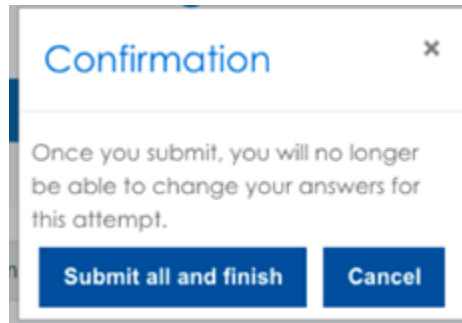 Confirmation ×
Once you submit, you will no longer
be able to change your answers for
this attempt.
Submit all and finish Cancel